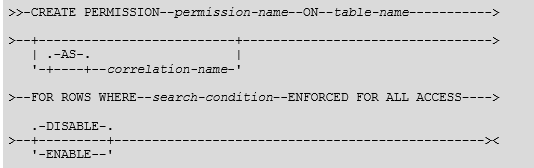 >>-CREATE PERMISSION--permission-name--ON--table-name----------->
>--+-------------------------+---------------------------------->
| .-AS-. |
'-+----+--correlation-name-'
>--FOR ROWS WHERE--search-condition--ENFORCED FOR ALL ACCESS---->
.-DISABLE-.
>--+---------+-------------------------------------------------><
'-ENABLE--'